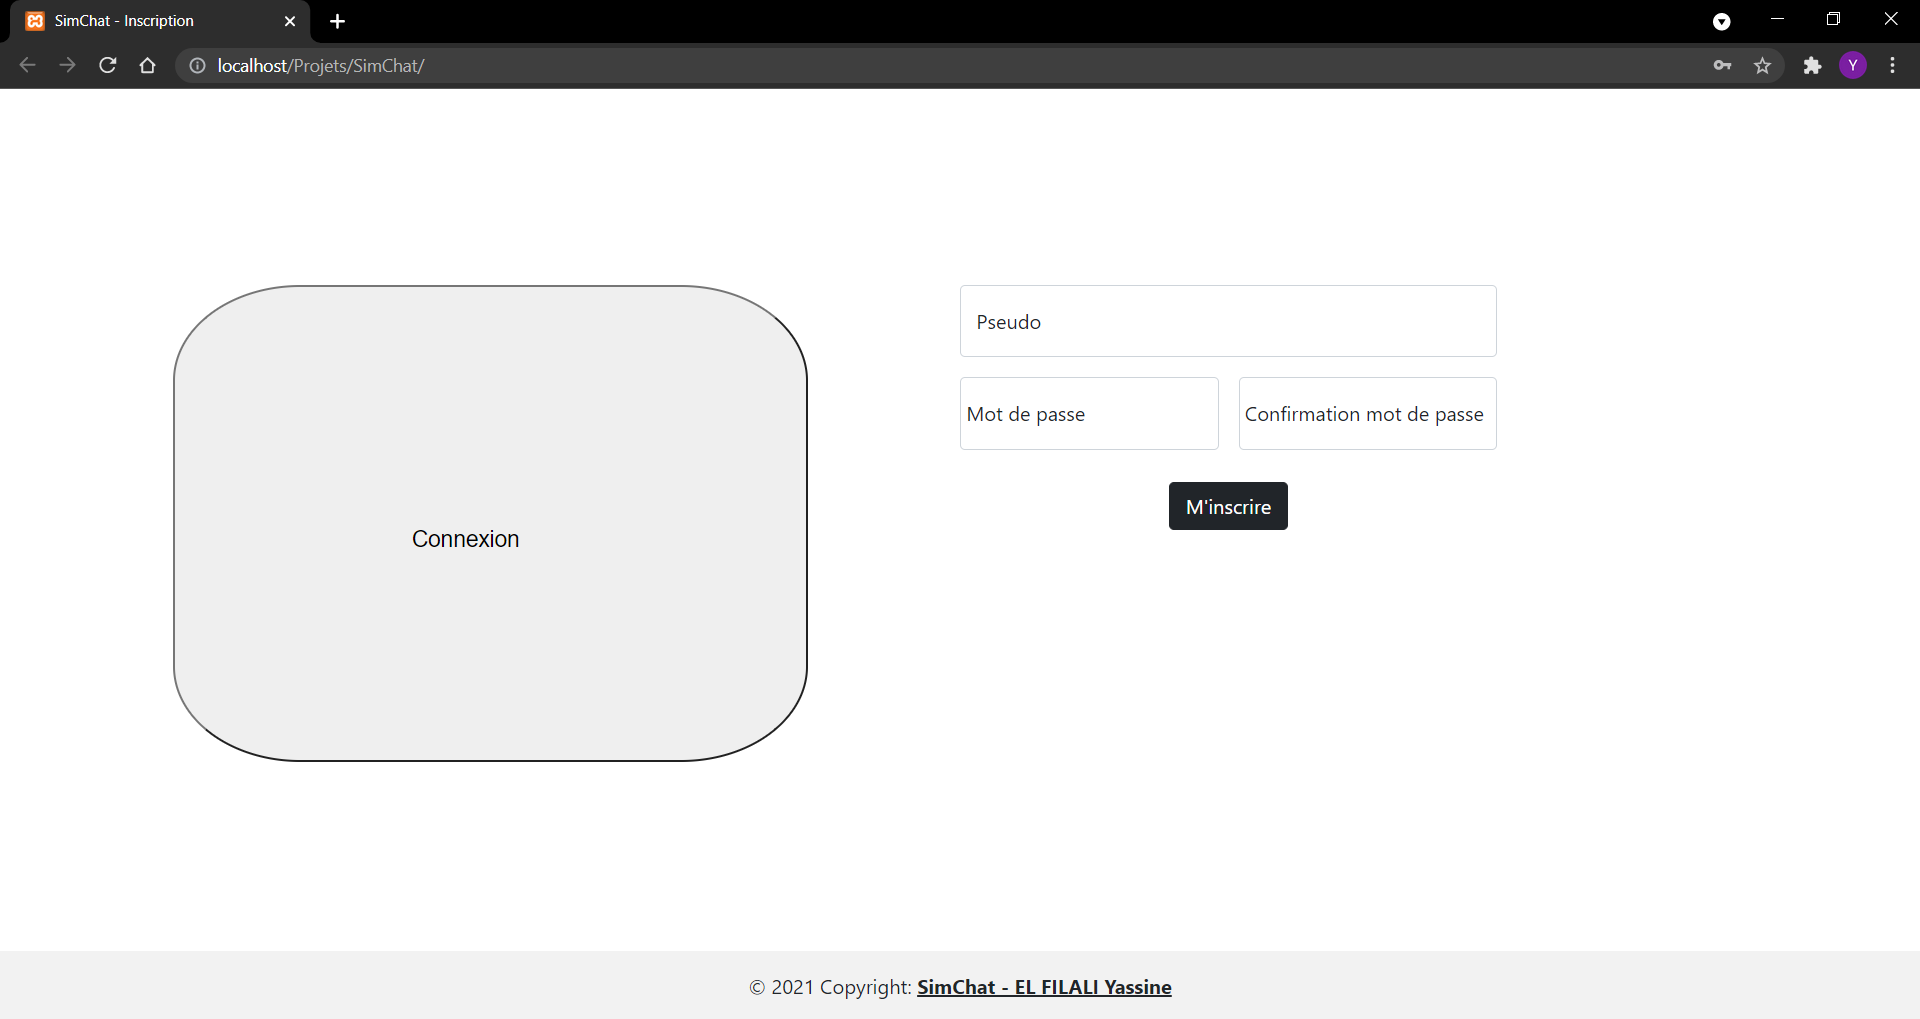 SimChat - Inscription
localhost/Projets/SimChat/
Y
Pseudo
Mot de passe
Confirmation mot de passe
M'inscrire
Connexion
© 2021 Copyright: SimChat - EL FILALI Yassine